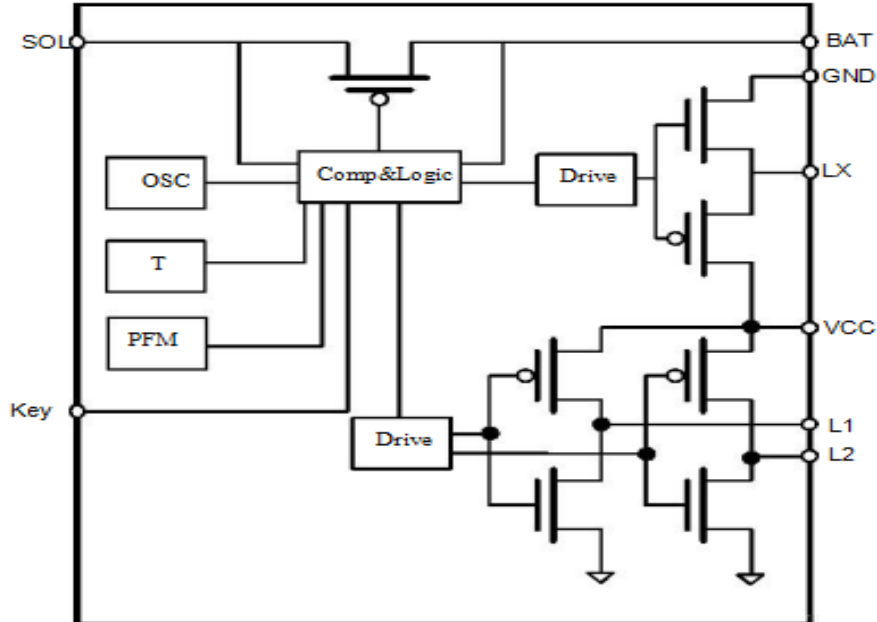 SOL
BAT
GND
OSC
Comp&Logic
Drive
LX
T
PFM
VCC
Key
Drive
L1
L2